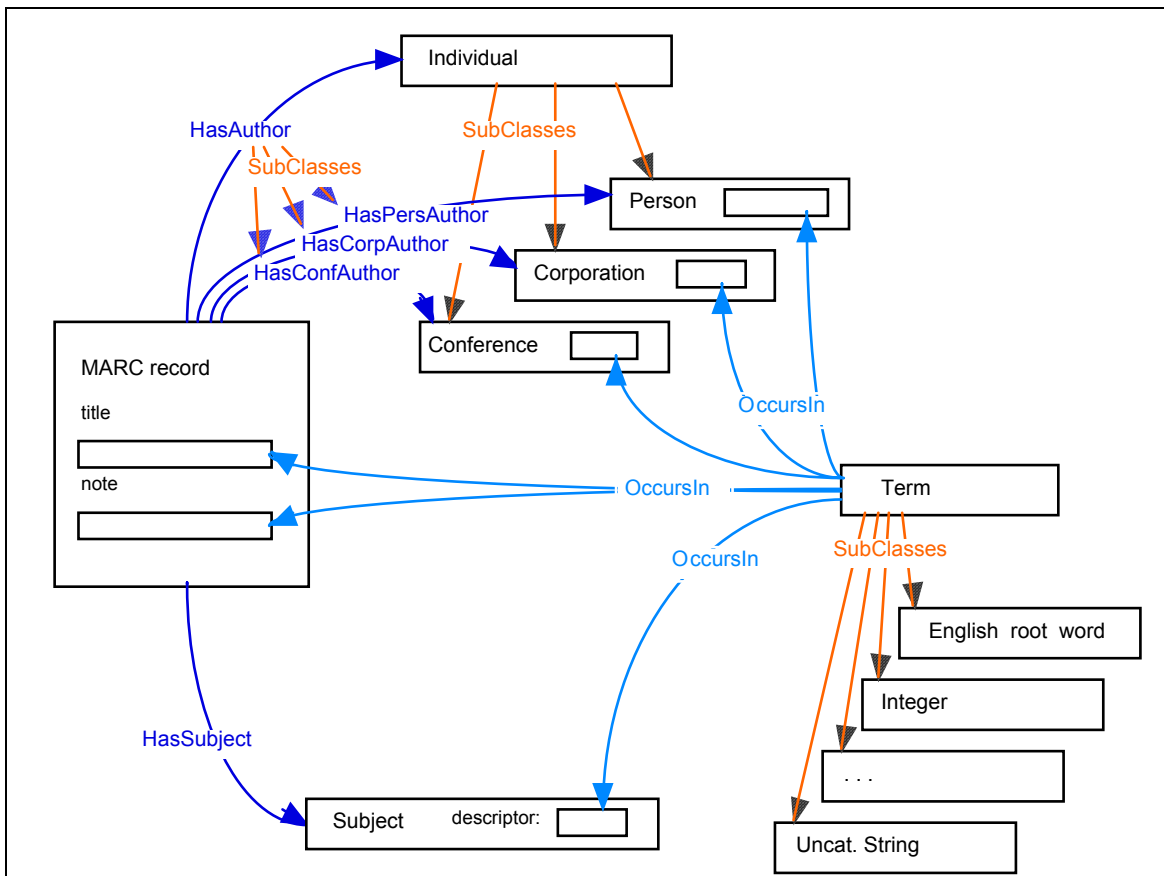 Individual
HasAuthor
SubClasses
SubClasses
Person
HasPersAuthor
HasCorpAuthor
HasConfAuthor
Corporation
Conference
MARC record
title
note
OccursIn
OccursIn
Term
OccursIn
SubClasses
English root word
Integer
. . .
Uncat. String
HasSubject
Subject descriptor: